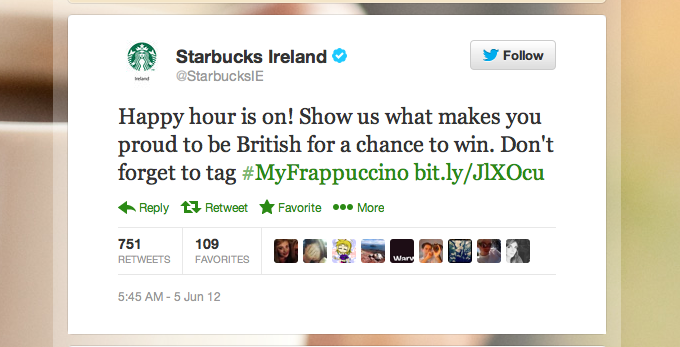 Starbucks Ireland
@StarbucksIE
Follow
Ireland
Happy hour is on! Show us what makes you
proud to be British for a chance to win. Don't
forget to tag #MyFrappuccino bit.ly/JlXOcu
Reply Retweet Favorite More
751 109
RETWEETS FAVORITES
Warv
5:45 AM - 5 Jun 12